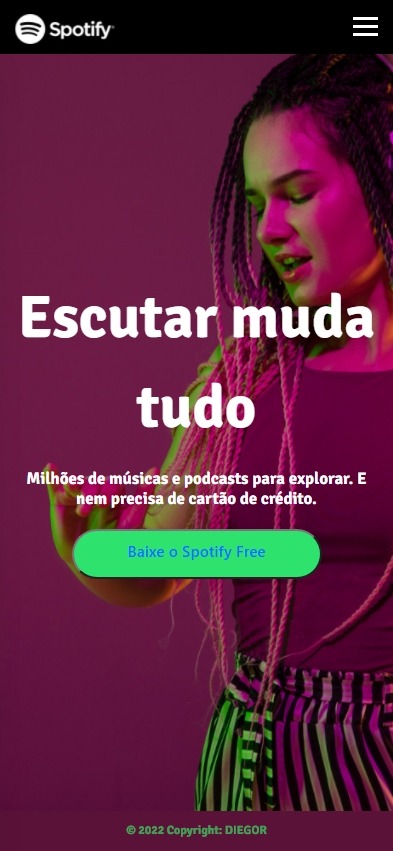 Spotify
Escutar muda
tudo
Milhões de músicas e podcasts para explorar. E
nem precisa de cartão de crédito.
Baixe o Spotify Free
© 2022 Copyright: DIEGOR